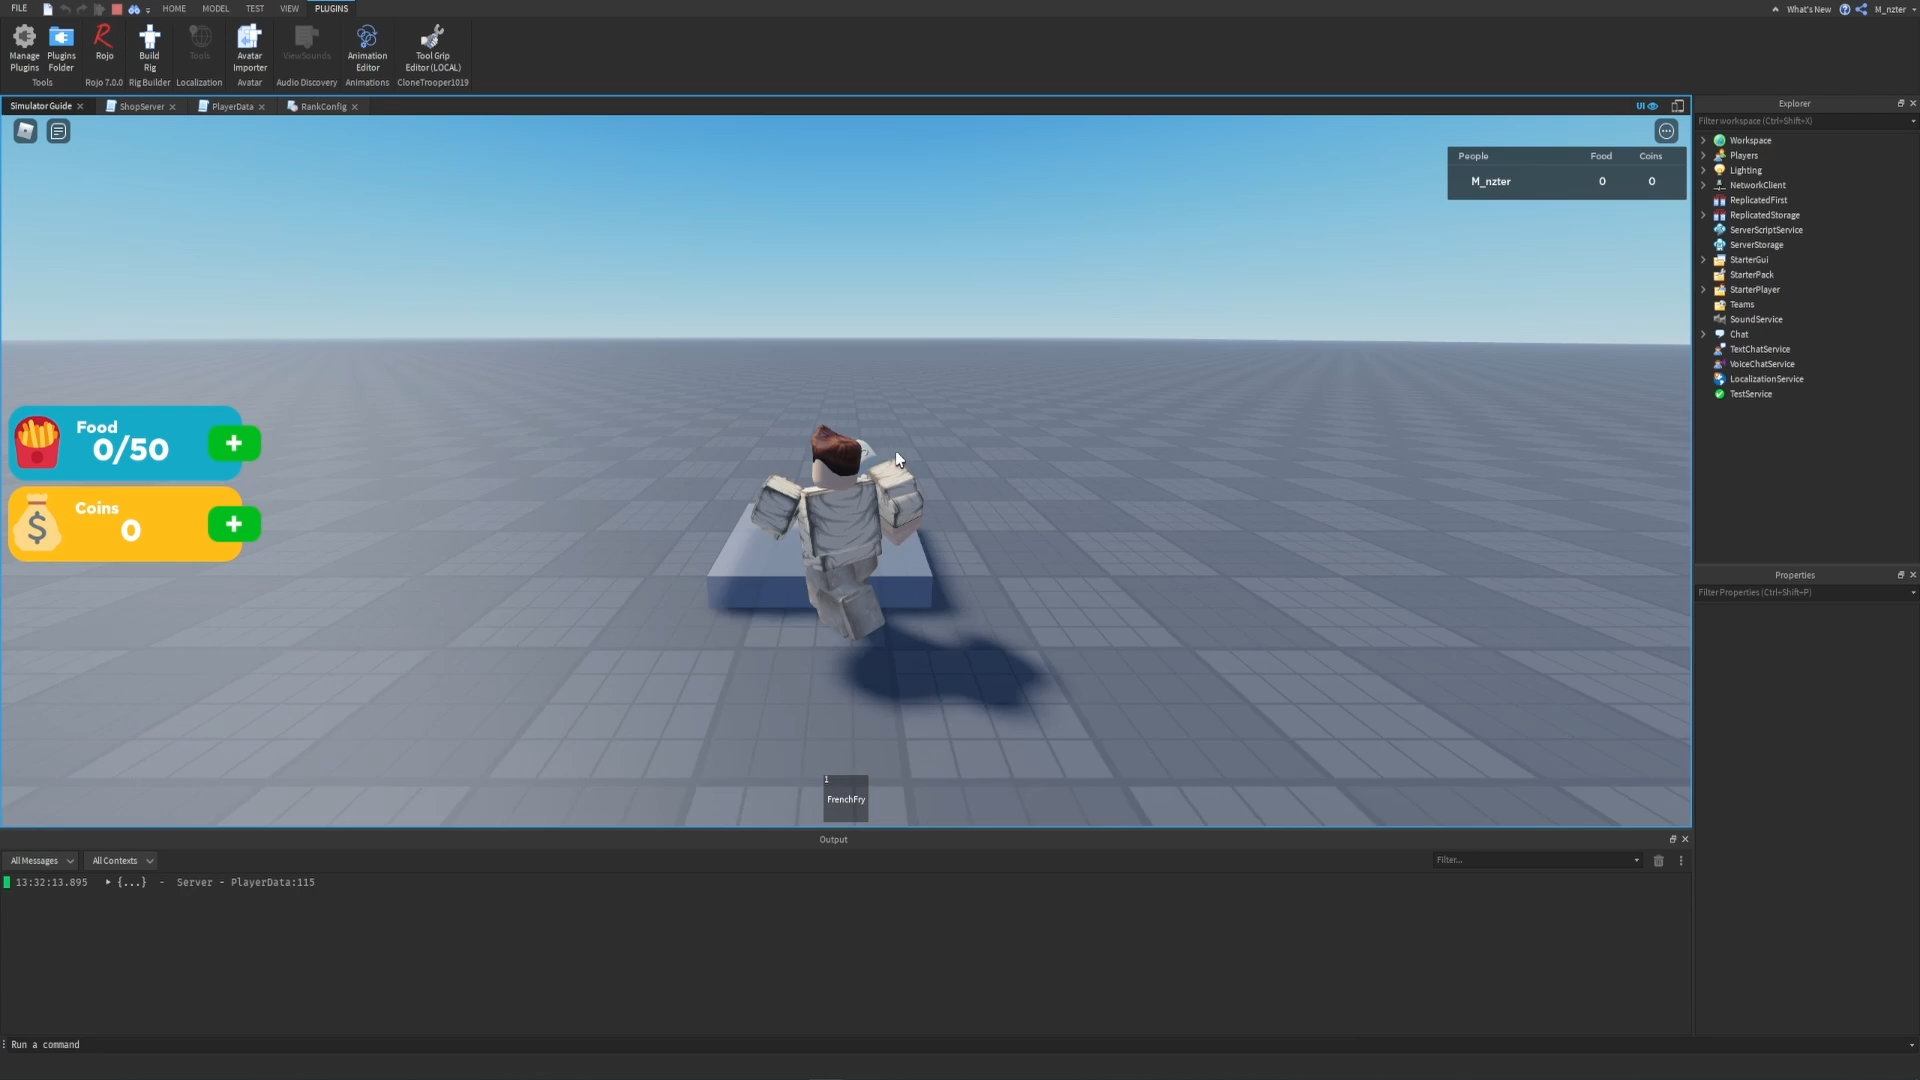 FILE HOME MODEL TEST VIEW PLUGINS What's New M_nzter
Manage Plugins
Plugins Folder
Rojo
Build Rig
Tools
Avatar Importer
ViewSounds
Animation Editor
Tool Grip Editor (LOCAL)
Tools Rojo 7.0.0 Rig Builder Localization Avatar Audio Discovery Animations CloneTrooper1019
Simulator Guide ShopServer PlayerData RankConfig UI
Explorer
Filter workspace (Ctrl+Shift+X)
Workspace
Players
Lighting
NetworkClient
ReplicatedFirst
ReplicatedStorage
ServerScriptService
ServerStorage
StarterGui
StarterPack
StarterPlayer
Teams
SoundService
Chat
TextChatService
VoiceChatService
LocalizationService
TestService
People Food Coins
M_nzter 0 0
Food
0/50
+
Coins
$ 0
+
1
FrenchFry
Properties
Filter Properties (Ctrl+Shift+P)
Output
All Messages All Contexts Filter...
13:32:13.895 {...} - Server - PlayerData:115
Run a command